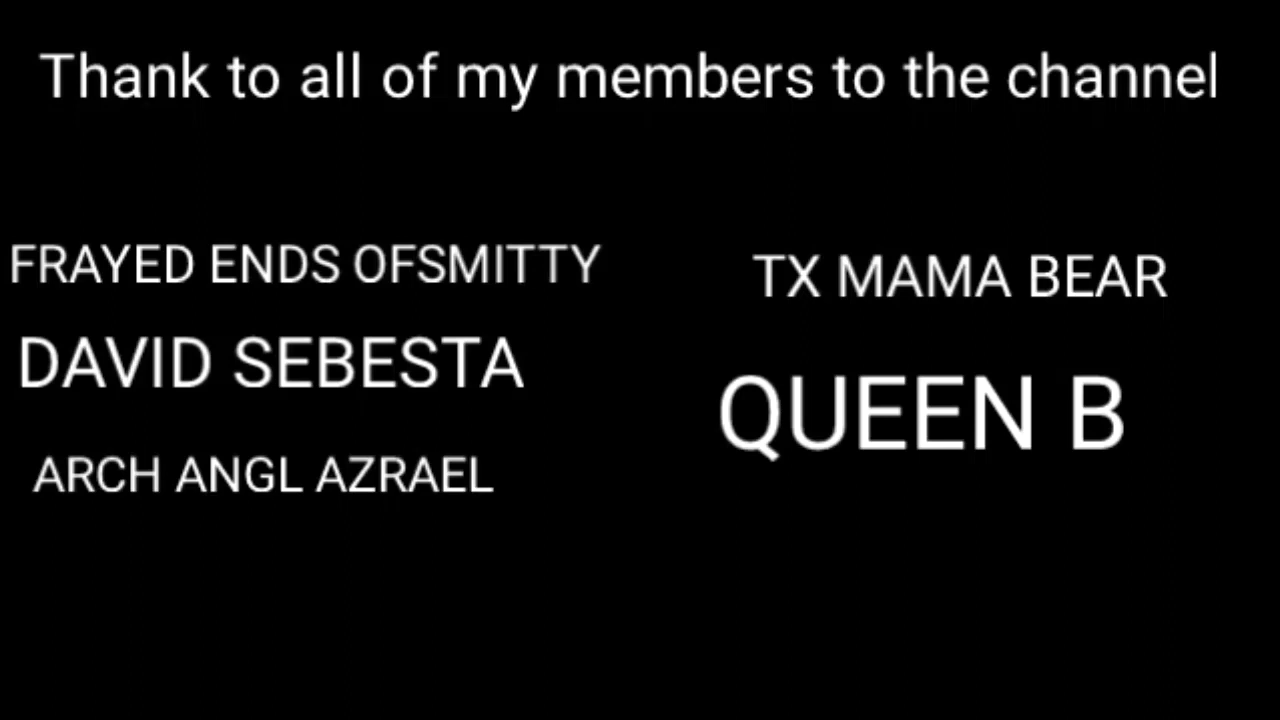 Thank to all of my members to the channel
FRAYED ENDS OFSMITTY
DAVID SEBESTA
ARCH ANGL AZRAEL
TX MAMA BEAR
QUEEN B